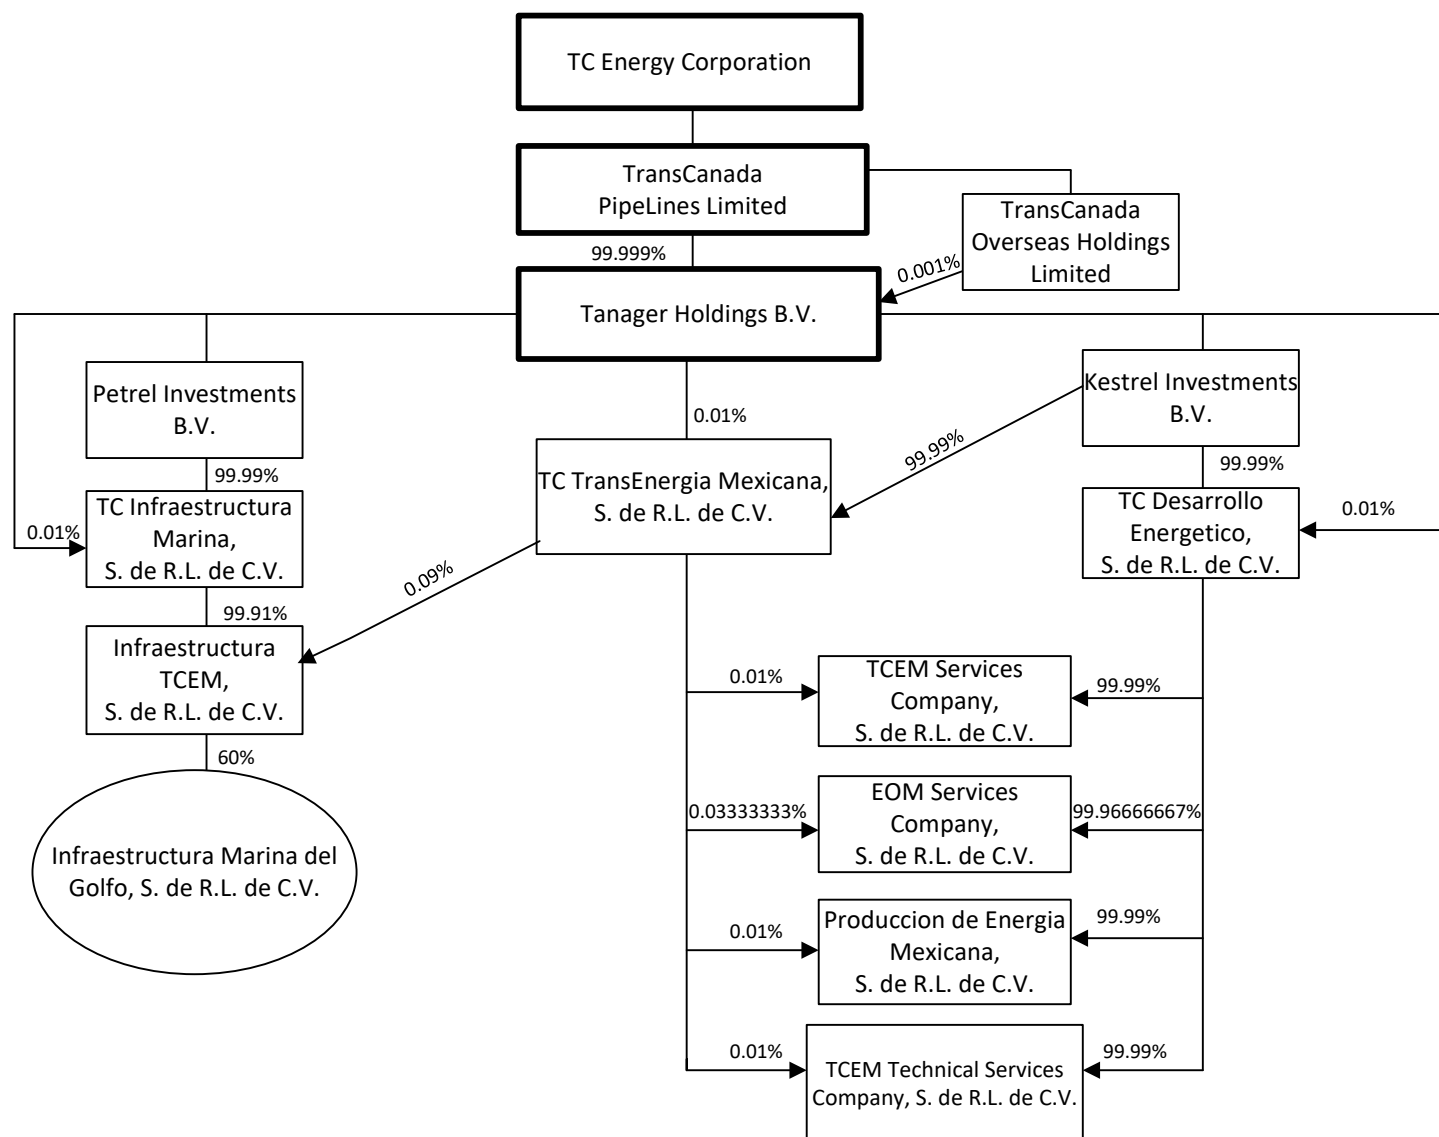 TC Energy Corporation
TransCanada
PipeLines Limited
TransCanada
Overseas Holdings
Limited
99.999%
0.001%
Tanager Holdings B.V.
Petrel Investments
B.V.
Kestrel Investments
B.V.
0.01%
99.99%
99.99%
99.99%
TC TransEnergia Mexicana,
S. de R.L. de C.V.
TC Infraestructura
Marina,
S. de R.L. de C.V.
0.01%
TC Desarrollo
Energetico,
S. de R.L. de C.V.
0.01%
0.09%
99.91%
Infraestructura
TCEM,
S. de R.L. de C.V.
60%
Infraestructura Marina del
Golfo, S. de R.L. de C.V.
0.01%
TCEM Services
Company,
S. de R.L. de C.V.
99.99%
0.03333333%
EOM Services
Company,
S. de R.L. de C.V.
99.96666667%
0.01%
Produccion de Energia
Mexicana,
S. de R.L. de C.V.
99.99%
0.01%
TCEM Technical Services
Company, S. de R.L. de C.V.
99.99%